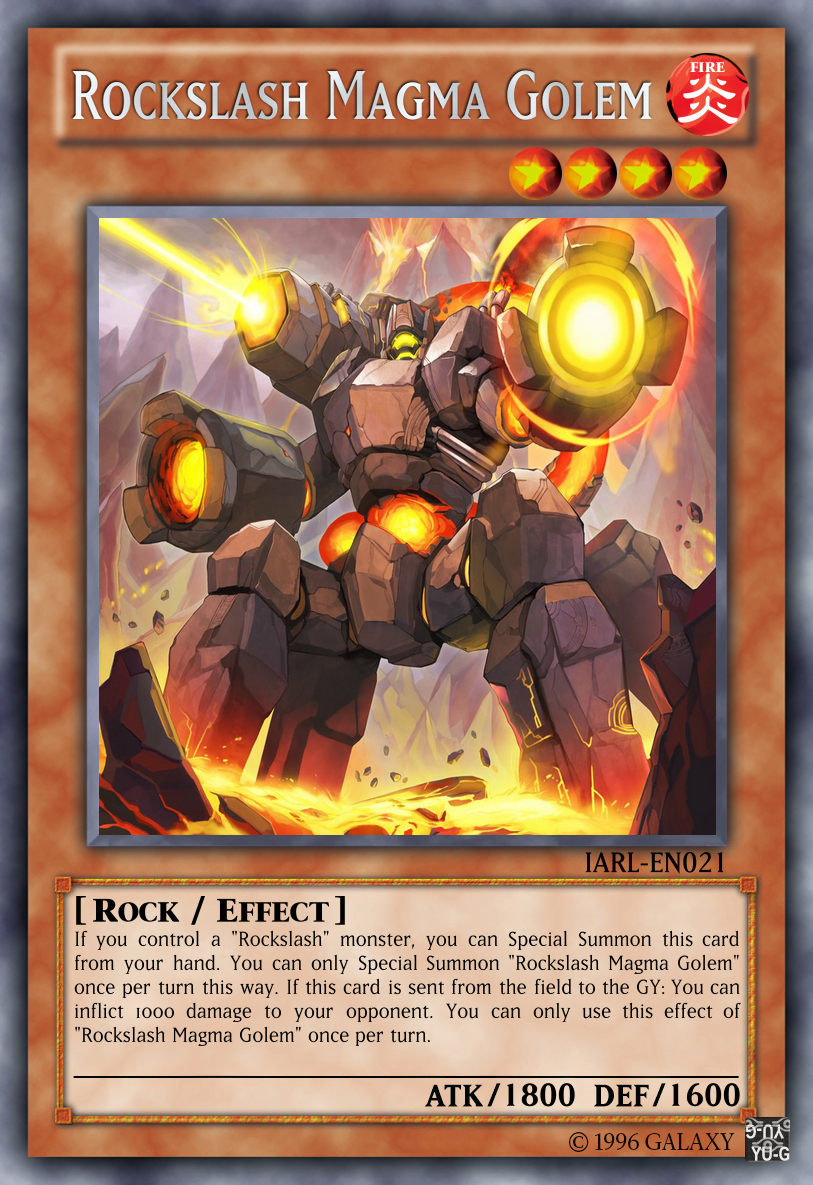 Rockslash Magma Golem
FIRE
炎
IARL-EN021
[ Rock / Effect ]
If you control a "Rockslash" monster, you can Special Summon this card
from your hand. You can only Special Summon "Rockslash Magma Golem"
once per turn this way. If this card is sent from the field to the GY: You can
inflict 1000 damage to your opponent. You can only use this effect of
"Rockslash Magma Golem" once per turn.
ATK/1800 DEF/1600
© 1996 GALAXY
YU-G
YU-G